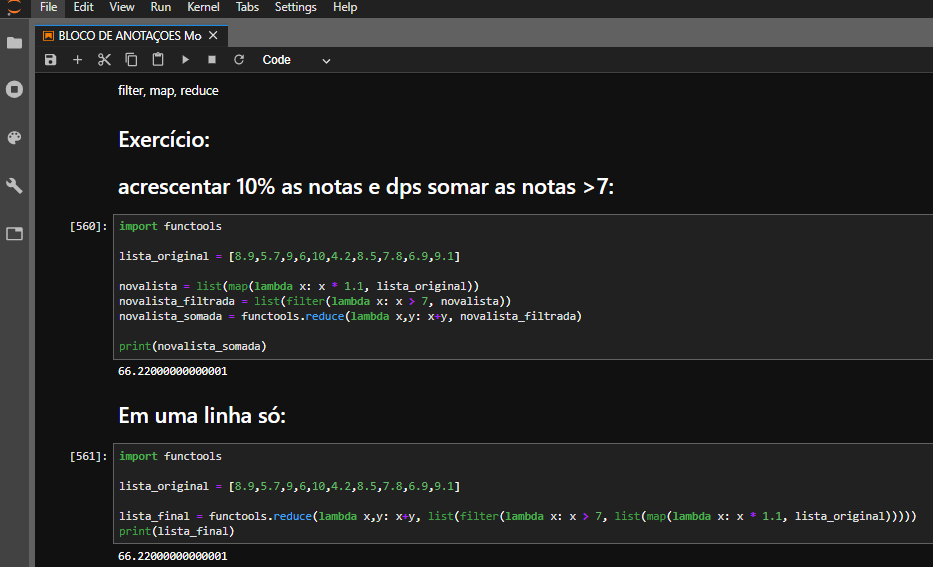 File Edit View Run Kernel Tabs Settings Help
BLOCO DE ANOTAÇOES Mo
Code
filter, map, reduce
Exercício:
acrescentar 10% as notas e dps somar as notas >7:
[560]:
import functools
lista_original = [8.9,5.7,9,6,10,4.2,8.5,7.8,6.9,9.1]
novalista = list(map(lambda x: x * 1.1, lista_original))
novalista_filtrada = list(filter(lambda x: x > 7, novalista))
novalista_somada = functools.reduce(lambda x,y: x+y, novalista_filtrada)
print(novalista_somada)
66.22000000000001
Em uma linha só:
[561]:
import functools
lista_original = [8.9,5.7,9,6,10,4.2,8.5,7.8,6.9,9.1]
lista_final = functools.reduce(lambda x,y: x+y, list(filter(lambda x: x > 7, list(map(lambda x: x * 1.1, lista_original)))))
print(lista_final)
66.22000000000001